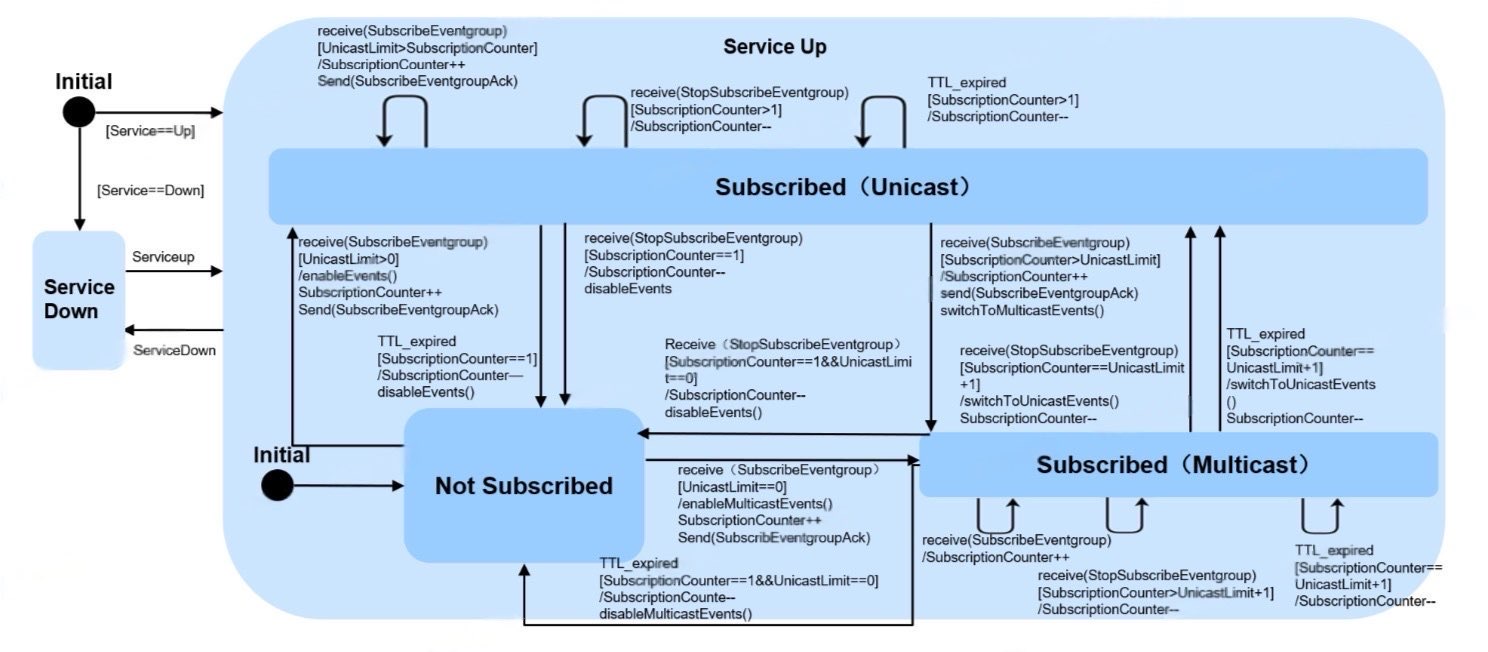 receive(SubscribeEventgroup)
[UnicastLimit>SubscriptionCounter]
/SubscriptionCounter++
Send(SubscribeEventgroupAck)
Service Up
Initial
receive(StopSubscribeEventgroup)
[SubscriptionCounter>1]
/SubscriptionCounter--
TTL_expired
[SubscriptionCounter>1]
/SubscriptionCounter--
[Service==Up]
[Service==Down]
Subscribed（Unicast）
Service
Down
Serviceup
ServiceDown
receive(SubscribeEventgroup)
[UnicastLimit>0]
/enableEvents()
SubscriptionCounter++
Send(SubscribeEventgroupAck)
receive(StopSubscribeEventgroup)
[SubscriptionCounter==1]
/SubscriptionCounter--
disableEvents
receive(SubscribeEventgroup)
[SubscriptionCounter>UnicastLimit]
/SubscriptionCounter++
send(SubscribeEventgroupAck)
switchToMulticastEvents()
TTL_expired
[SubscriptionCounter==1]
/SubscriptionCounter—
disableEvents()
Receive（StopSubscribeEventgroup）
[SubscriptionCounter==1&&UnicastLimi
t==0]
/SubscriptionCounter--
disableEvents()
receive(StopSubscribeEventgroup)
[SubscriptionCounter==UnicastLimit
+1]
/switchToUnicastEvents()
SubscriptionCounter--
TTL_expired
[SubscriptionCounter==
UnicastLimit+1]
/switchToUnicastEvents
()
SubscriptionCounter--
Initial
Not Subscribed
Subscribed（Multicast）
receive（SubscribeEventgroup）
[UnicastLimit==0]
/enableMulticastEvents()
SubscriptionCounter++
Send(SubscribEventgroupAck)
TTL_expired
[SubscriptionCounter==1&&UnicastLimit==0]
/SubscriptionCounte--
disableMulticastEvents()
receive(SubscribeEventgroup)
/SubscriptionCounter++
receive(StopSubscribeEventgroup)
[SubscriptionCounter>UnicastLimit+1]
/SubscriptionCounter--
TTL_expired
[SubscriptionCounter==
UnicastLimit+1]
/SubscriptionCounter--